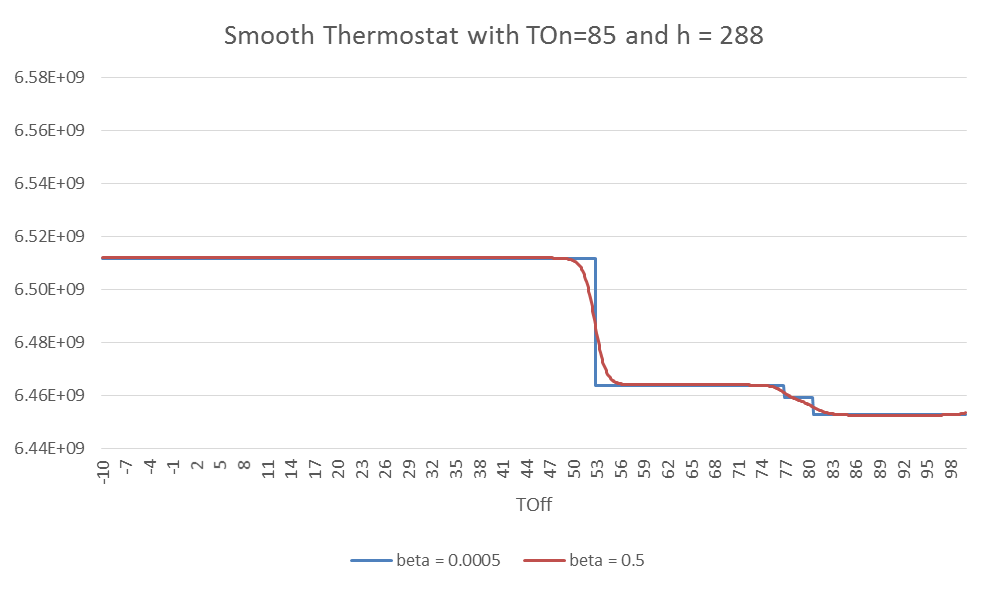 Smooth Thermostat with TOn=85 and h = 288
6.58E+09
6.56E+09
6.54E+09
6.52E+09
6.50E+09
6.48E+09
6.46E+09
6.44E+09
-10 -7 -4 -1 2 5 8 11 14 17 20 23 26 29 32 35 38 41 44 47 50 53 56 59 62 65 68 71 74 77 80 83 86 89 92 95 98
TOff
beta = 0.0005 beta = 0.5